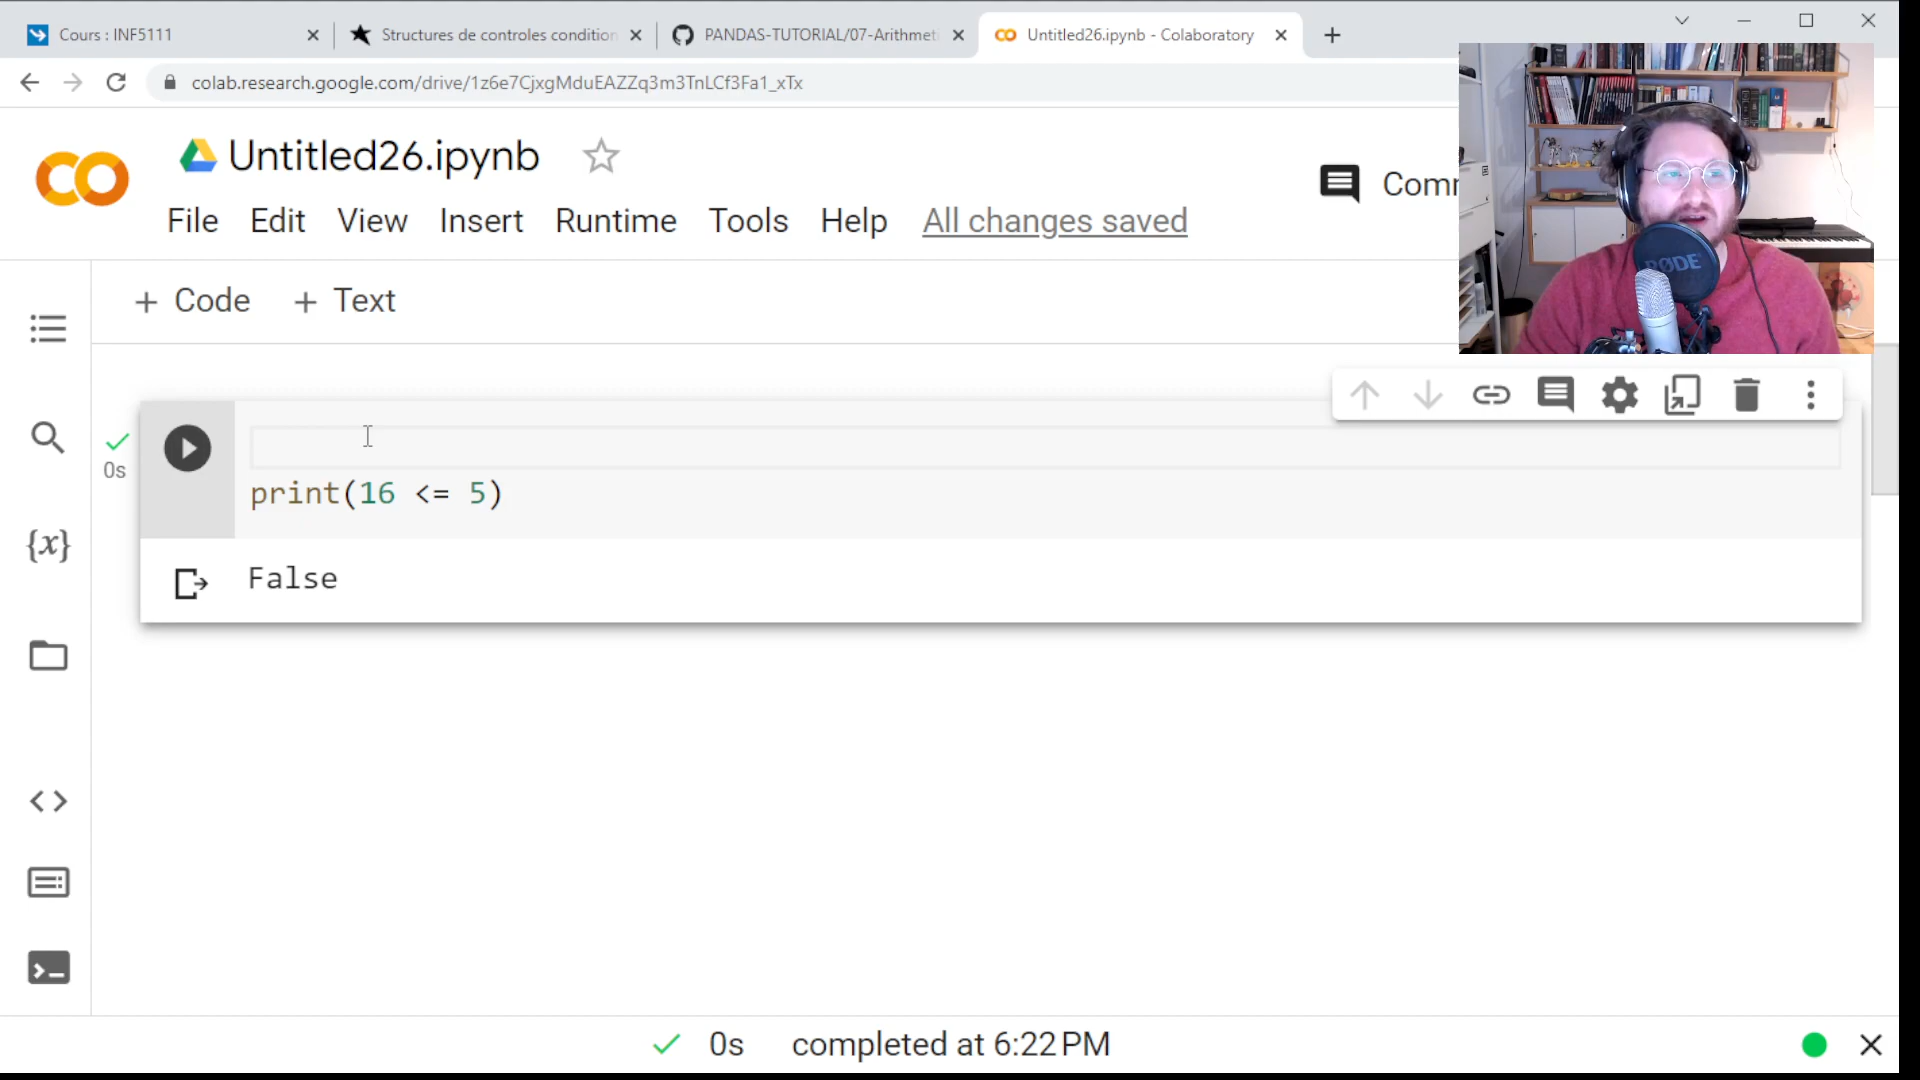 Cours : INF5111
Structures de controles condition
PANDAS-TUTORIAL/07-Arithmeti
Untitled26.ipynb - Colaboratory
colab.research.google.com/drive/1z6e7CjxgMduEAZZq3m3TnLCf3Fa1_xTx
Untitled26.ipynb
Comm
File Edit View Insert Runtime Tools Help All changes saved
+ Code + Text
RØDE
0s
print(16 <= 5)
{x}
False
0s completed at 6:22 PM